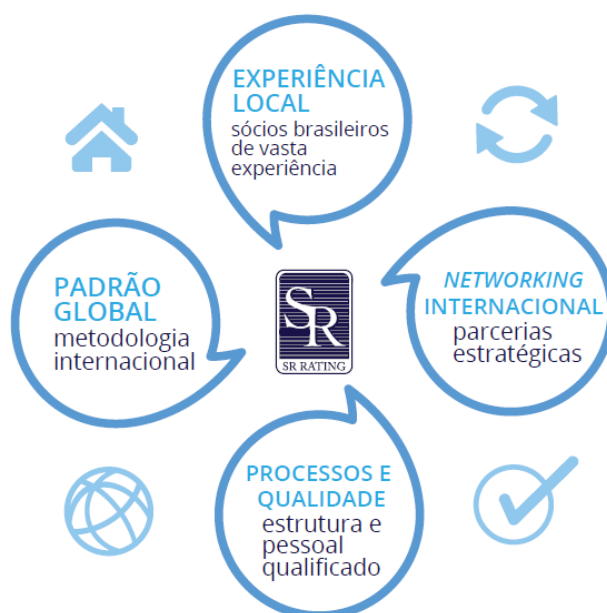 EXPERIÊNCIA
LOCAL
sócios brasileiros
de vasta
experiência
PADRÃO
GLOBAL
metodologia
internacional
SR
SR RATING
NETWORKING
INTERNACIONAL
parcerias
estratégicas
PROCESSOS E
QUALIDADE
estrutura e
pessoal
qualificado